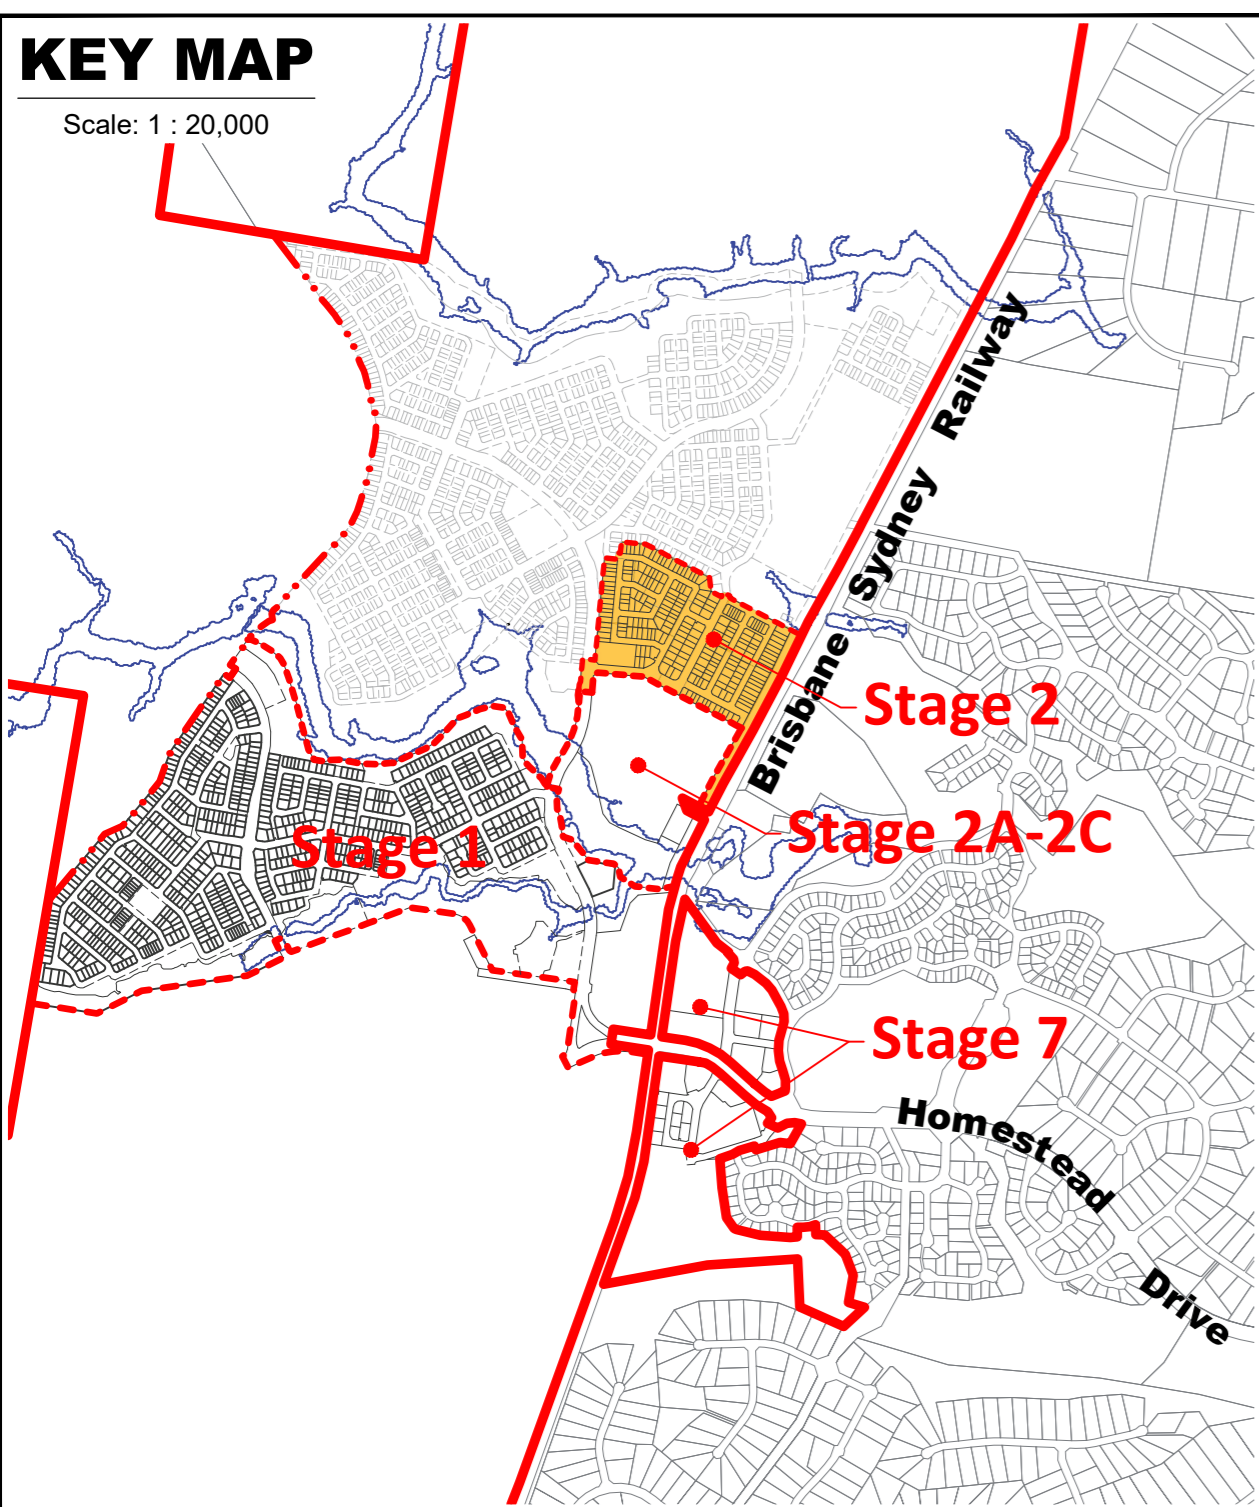 KEY MAP
Scale: 1 : 20,000
Brisbane Sydney Railway
Stage 2
Stage 2A-2C
Stage 1
Stage 7
Homestead Drive